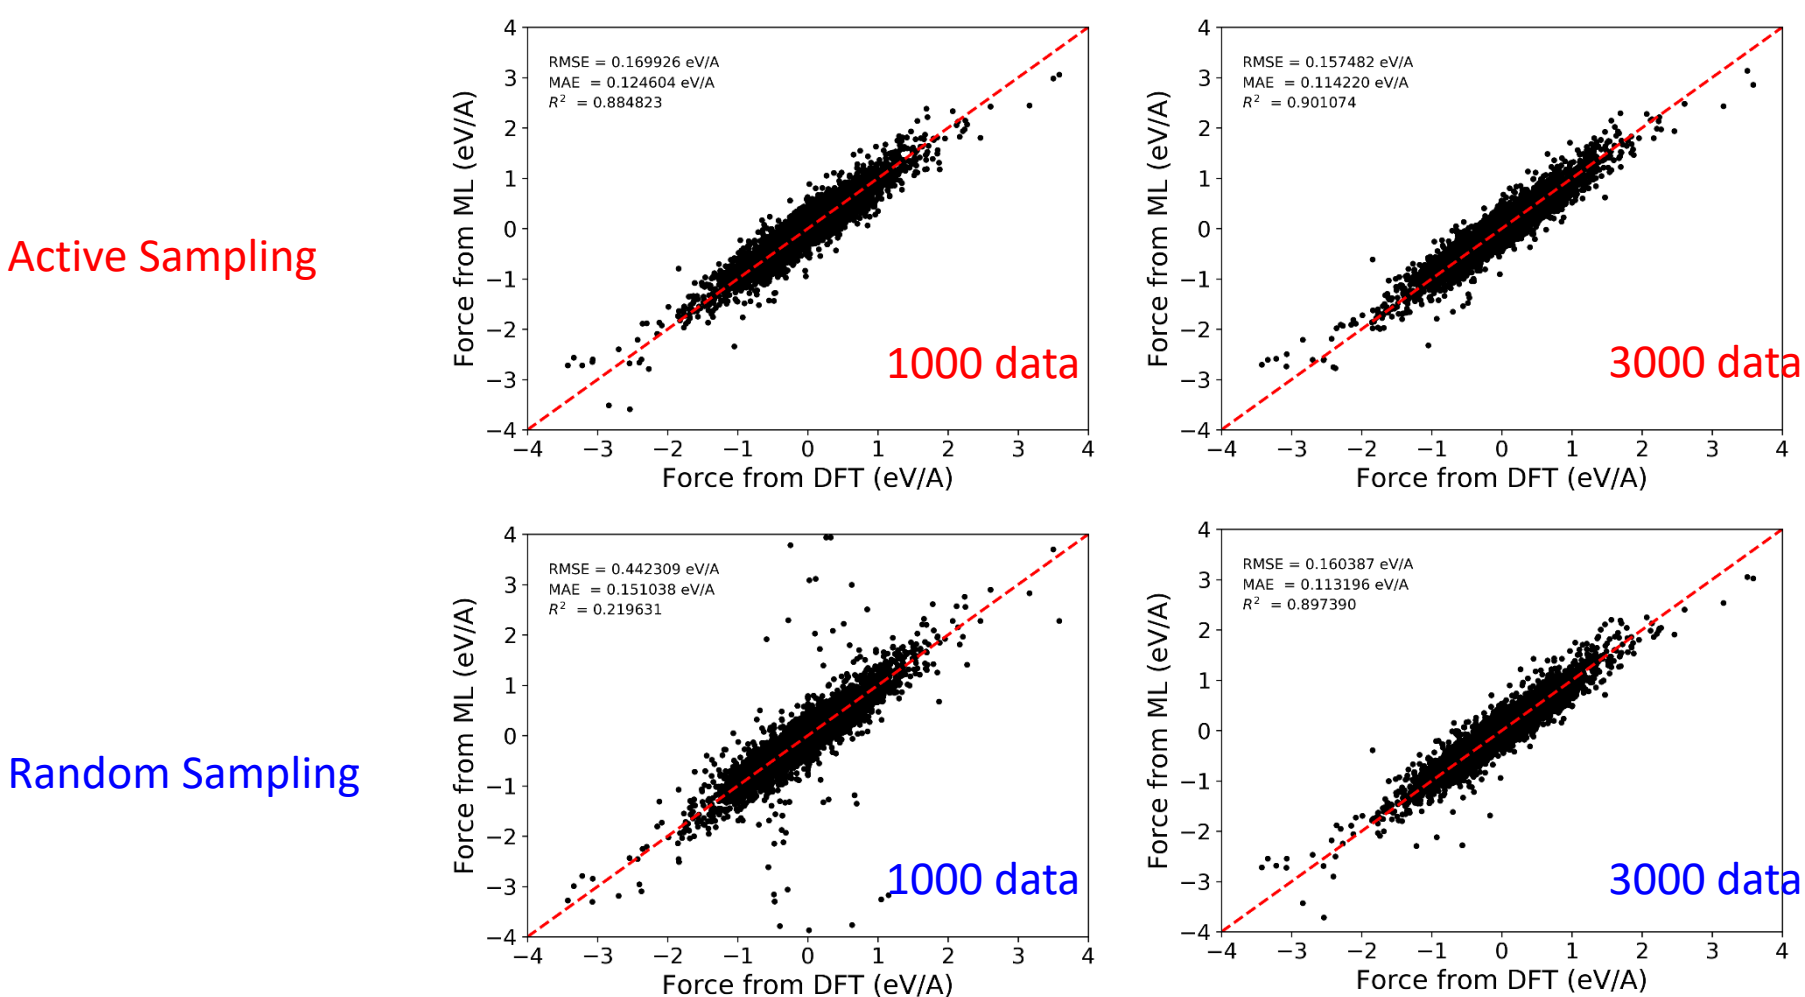 Active Sampling
RMSE = 0.169926 eV/A
MAE = 0.124604 eV/A
R² = 0.884823
1000 data
4
3
2
1
0
−1
−2
−3
−4
−4 −3 −2 −1 0 1 2 3 4
Force from ML (eV/A)
Force from DFT (eV/A)
RMSE = 0.157482 eV/A
MAE = 0.114220 eV/A
R² = 0.901074
3000 data
4
3
2
1
0
−1
−2
−3
−4
−4 −3 −2 −1 0 1 2 3 4
Force from ML (eV/A)
Force from DFT (eV/A)
Random Sampling
RMSE = 0.442309 eV/A
MAE = 0.151038 eV/A
R² = 0.219631
1000 data
4
3
2
1
0
−1
−2
−3
−4
−4 −3 −2 −1 0 1 2 3 4
Force from ML (eV/A)
Force from DFT (eV/A)
RMSE = 0.160387 eV/A
MAE = 0.113196 eV/A
R² = 0.897390
3000 data
4
3
2
1
0
−1
−2
−3
−4
−4 −3 −2 −1 0 1 2 3 4
Force from ML (eV/A)
Force from DFT (eV/A)